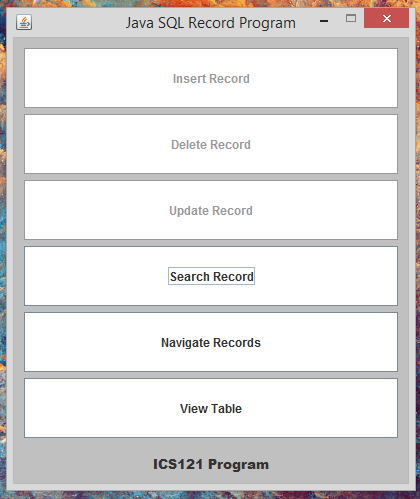 Java SQL Record Program
Insert Record
Delete Record
Update Record
Search Record
Navigate Records
View Table
ICS121 Program